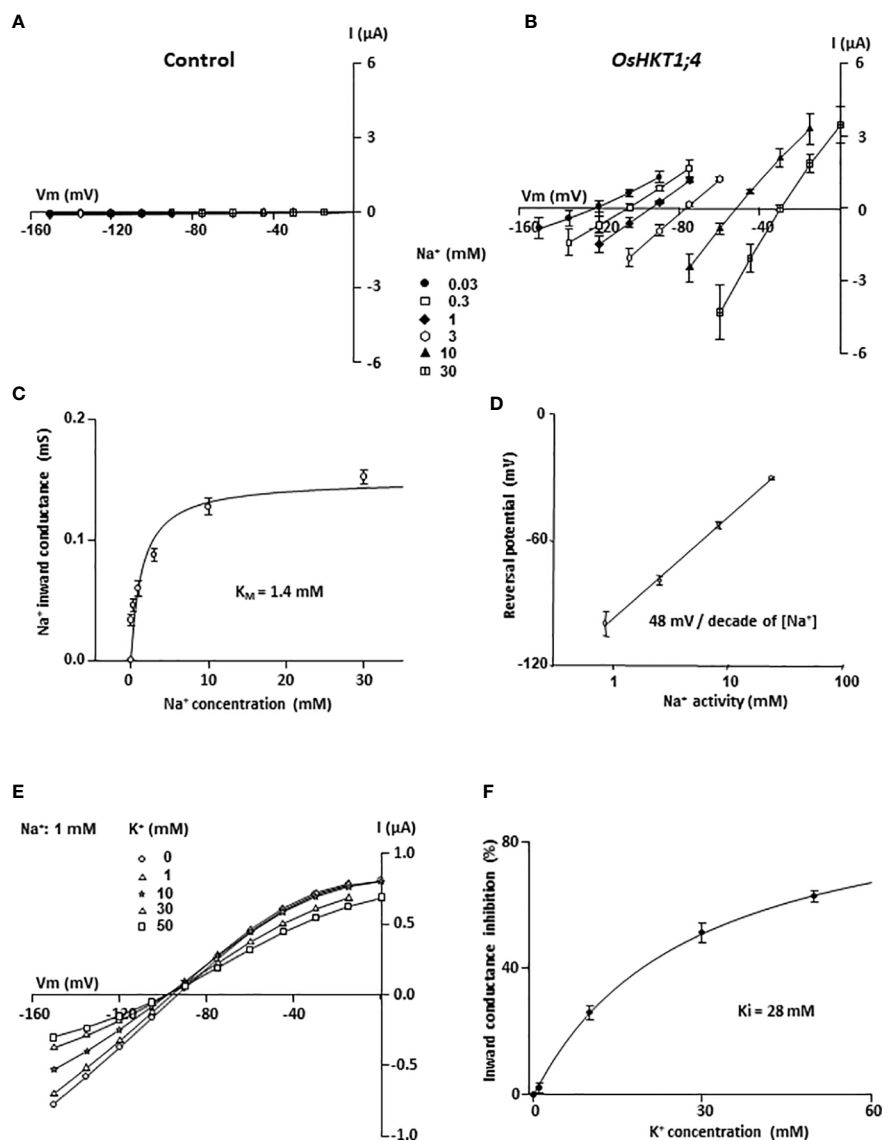 A
Control
I (µA)
6
3
0
-3
-6
Vm (mV)
-160
-120
-80
-40
Na⁺ (mM)
0.03
0.3
1
3
10
30
B
OsHKT1;4
I (µA)
6
3
0
-3
-6
Vm (mV)
-160
-120
-80
-40
C
Na⁺ inward conductance (mS)
0.2
0.1
0.0
KM = 1.4 mM
0
10
20
30
Na⁺ concentration (mM)
D
Reversal potential (mV)
0
-60
-120
48 mV / decade of [Na⁺]
1
10
100
Na⁺ activity (mM)
E
Na⁺: 1 mM
K⁺ (mM)
0
1
10
30
50
I (µA)
1.0
0.5
0.0
-0.5
-1.0
Vm (mV)
-160
-120
-80
-40
F
Inward conductance inhibition (%)
80
40
0
Ki = 28 mM
0
30
60
K⁺ concentration (mM)